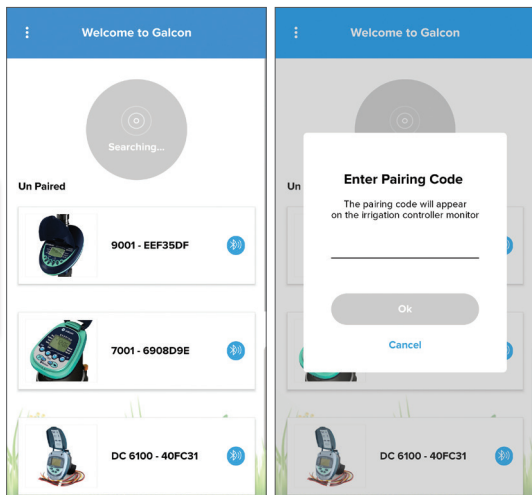 Welcome to Galcon
Searching...
Un Paired
9001 - EEF35DF
7001 - 6908D9E
DC 6100 - 40FC31
Welcome to Galcon
Un
Enter Pairing Code
The pairing code will appear
on the irrigation controller monitor
Ok
Cancel
DC 6100 - 40FC31